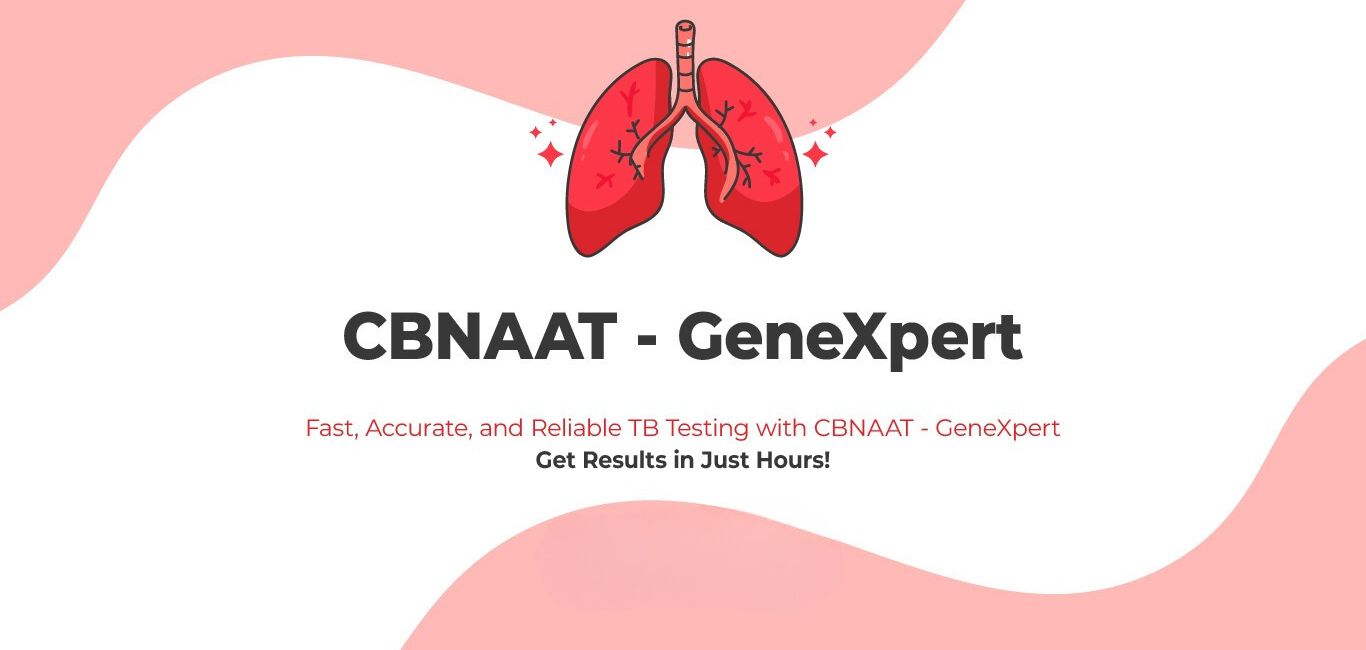 CBNAAT - GeneXpert
Fast, Accurate, and Reliable TB Testing with CBNAAT - GeneXpert
Get Results in Just Hours!